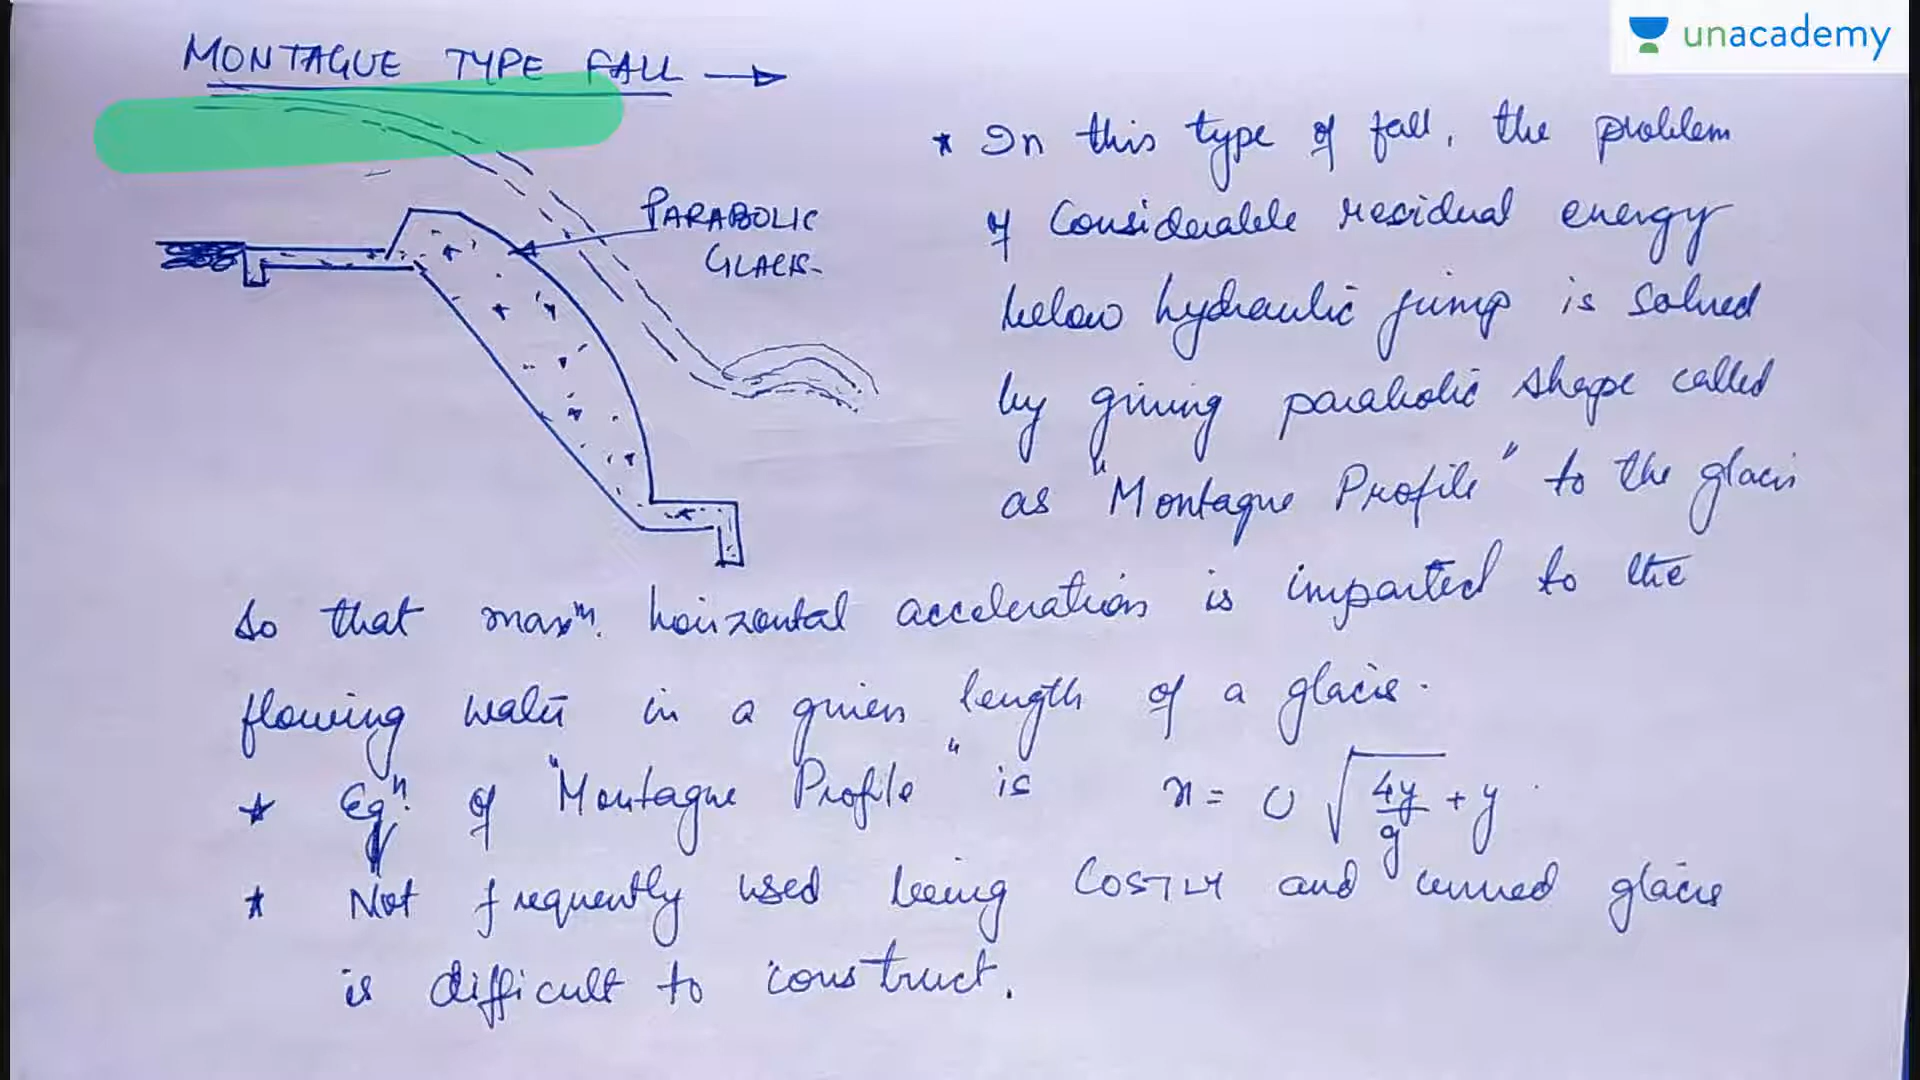 unacademy
MONTAGUE TYPE FALL →
PARABOLIC
GLACIS
* In this type of fall, the problem
of Considerable residual energy
below hydraulic jump is solved
by giving parabolic shape called
as "Montague Profile" to the glacis
so that maxm. horizontal acceleration is imparted to the
flowing water in a given length of a glacis.
* Eqn. of "Montague Profile" is x = U √(4y/g) + y
* Not frequently used being COSTLY and curved glacis
is difficult to construct.